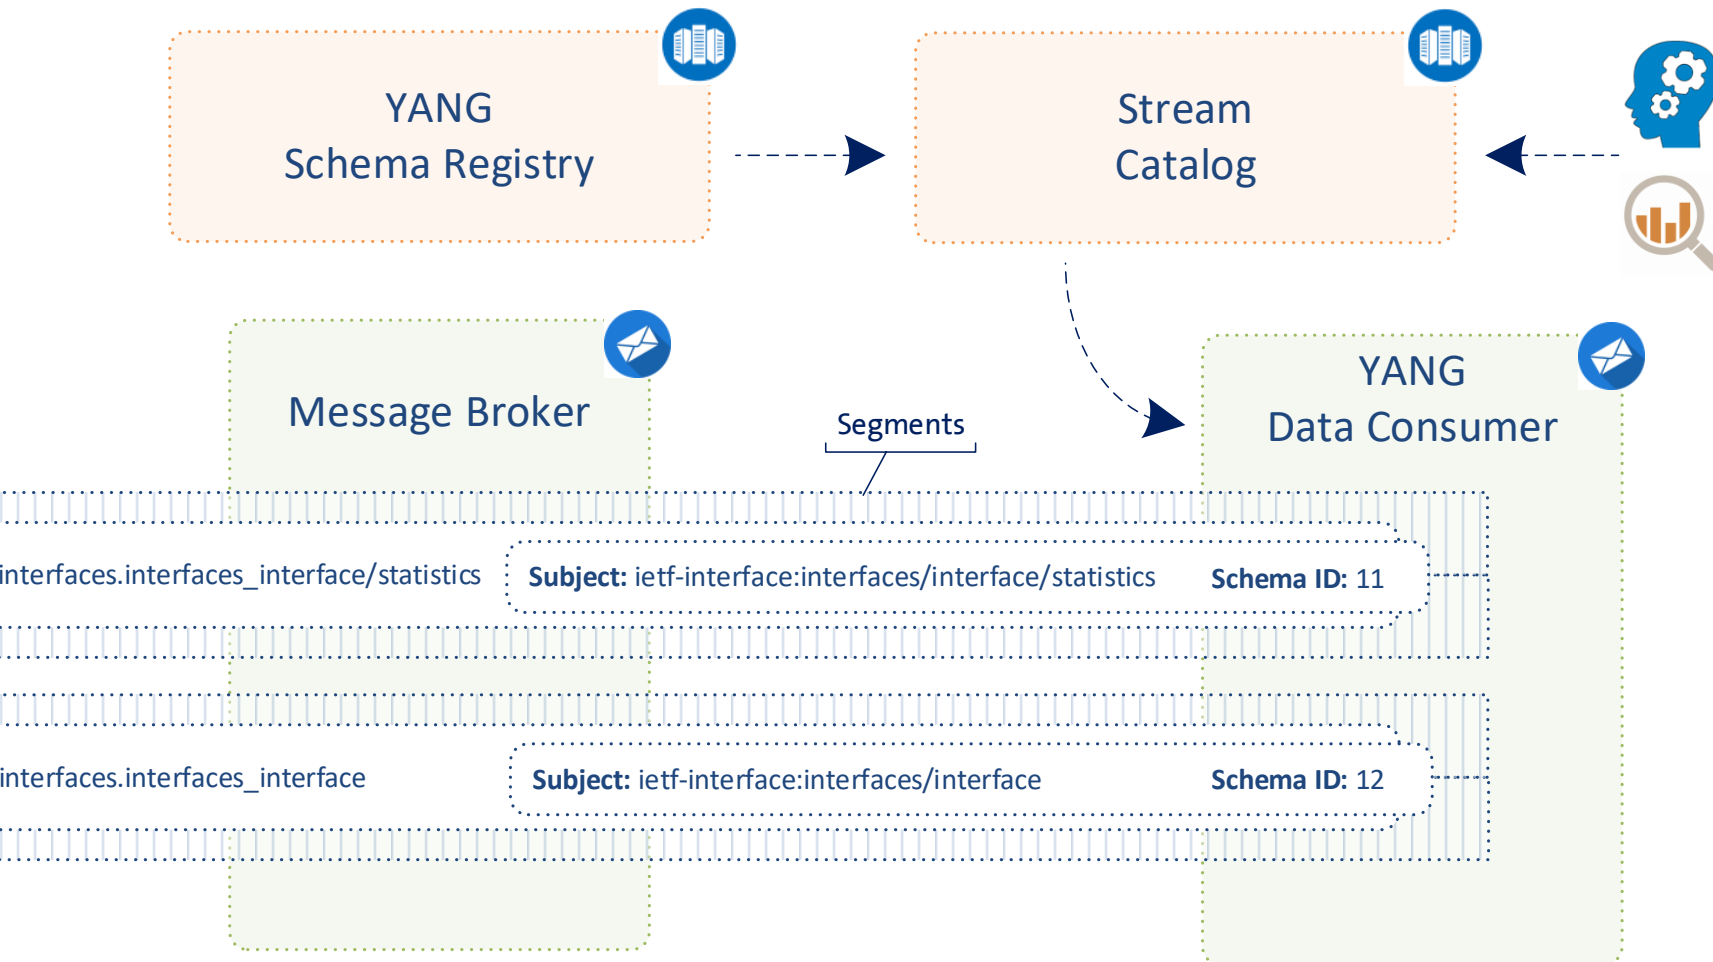 YANG
Schema Registry
Stream
Catalog
Message Broker
Segments
YANG
Data Consumer
interfaces.interfaces_interface/statistics
Subject: ietf-interface:interfaces/interface/statistics
Schema ID: 11
interfaces.interfaces_interface
Subject: ietf-interface:interfaces/interface
Schema ID: 12